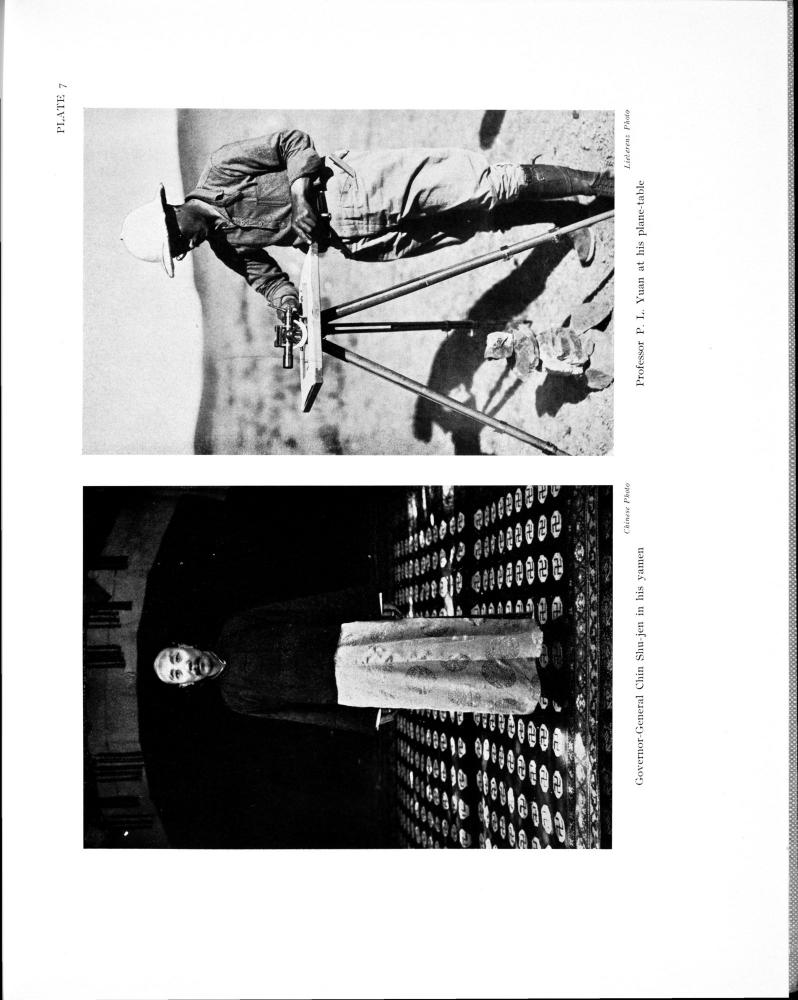 PLATE 7
Lieberenz Photo
Professor P. L. Yuan at his plane-table
Chinese Photo
Governor-General Chin Shu-jen in his yamen